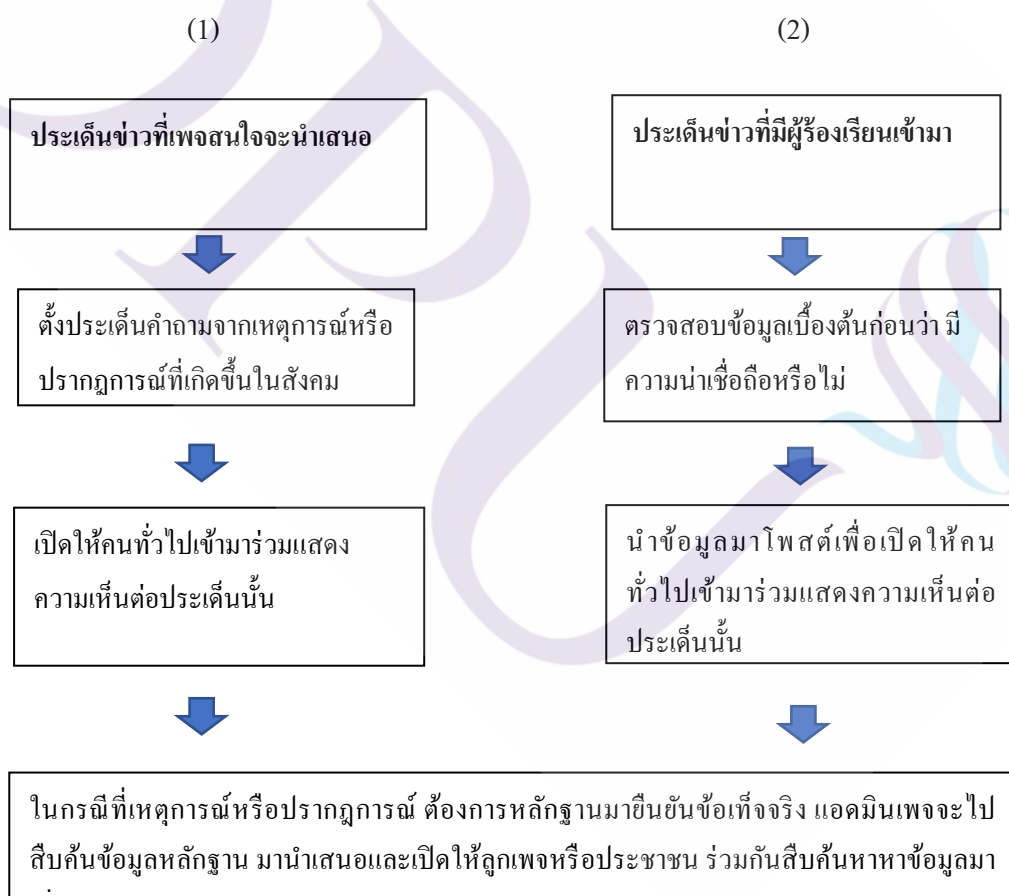 (1)
(2)
ประเด็นข่าวที่เพจสนใจจะนำเสนอ
ประเด็นข่าวที่มีผู้ร้องเรียนเข้ามา
ตั้งประเด็นคำถามจากเหตุการณ์หรือ
ปรากฎการณ์ที่เกิดขึ้นในสังคม
ตรวจสอบข้อมูลเบื้องต้นก่อนว่า มี
ความน่าเชื่อถือหรือไม่
เปิดให้คนทั่วไปเข้ามาร่วมแสดง
ความเห็นต่อประเด็นนั้น
นำข้อมูลมาโพสต์เพื่อเปิดให้คน
ทั่วไปเข้ามาร่วมแสดงความเห็นต่อ
ประเด็นนั้น
ในกรณีที่เหตุการณ์หรือปรากฎการณ์ ต้องการหลักฐานมายืนยันข้อเท็จจริง แอดมินเพจจะไป
สืบค้นข้อมูลหลักฐาน มานำเสนอและเปิดให้ลูกเพจหรือประชาชน ร่วมกันสืบค้นหาหาข้อมูลมา